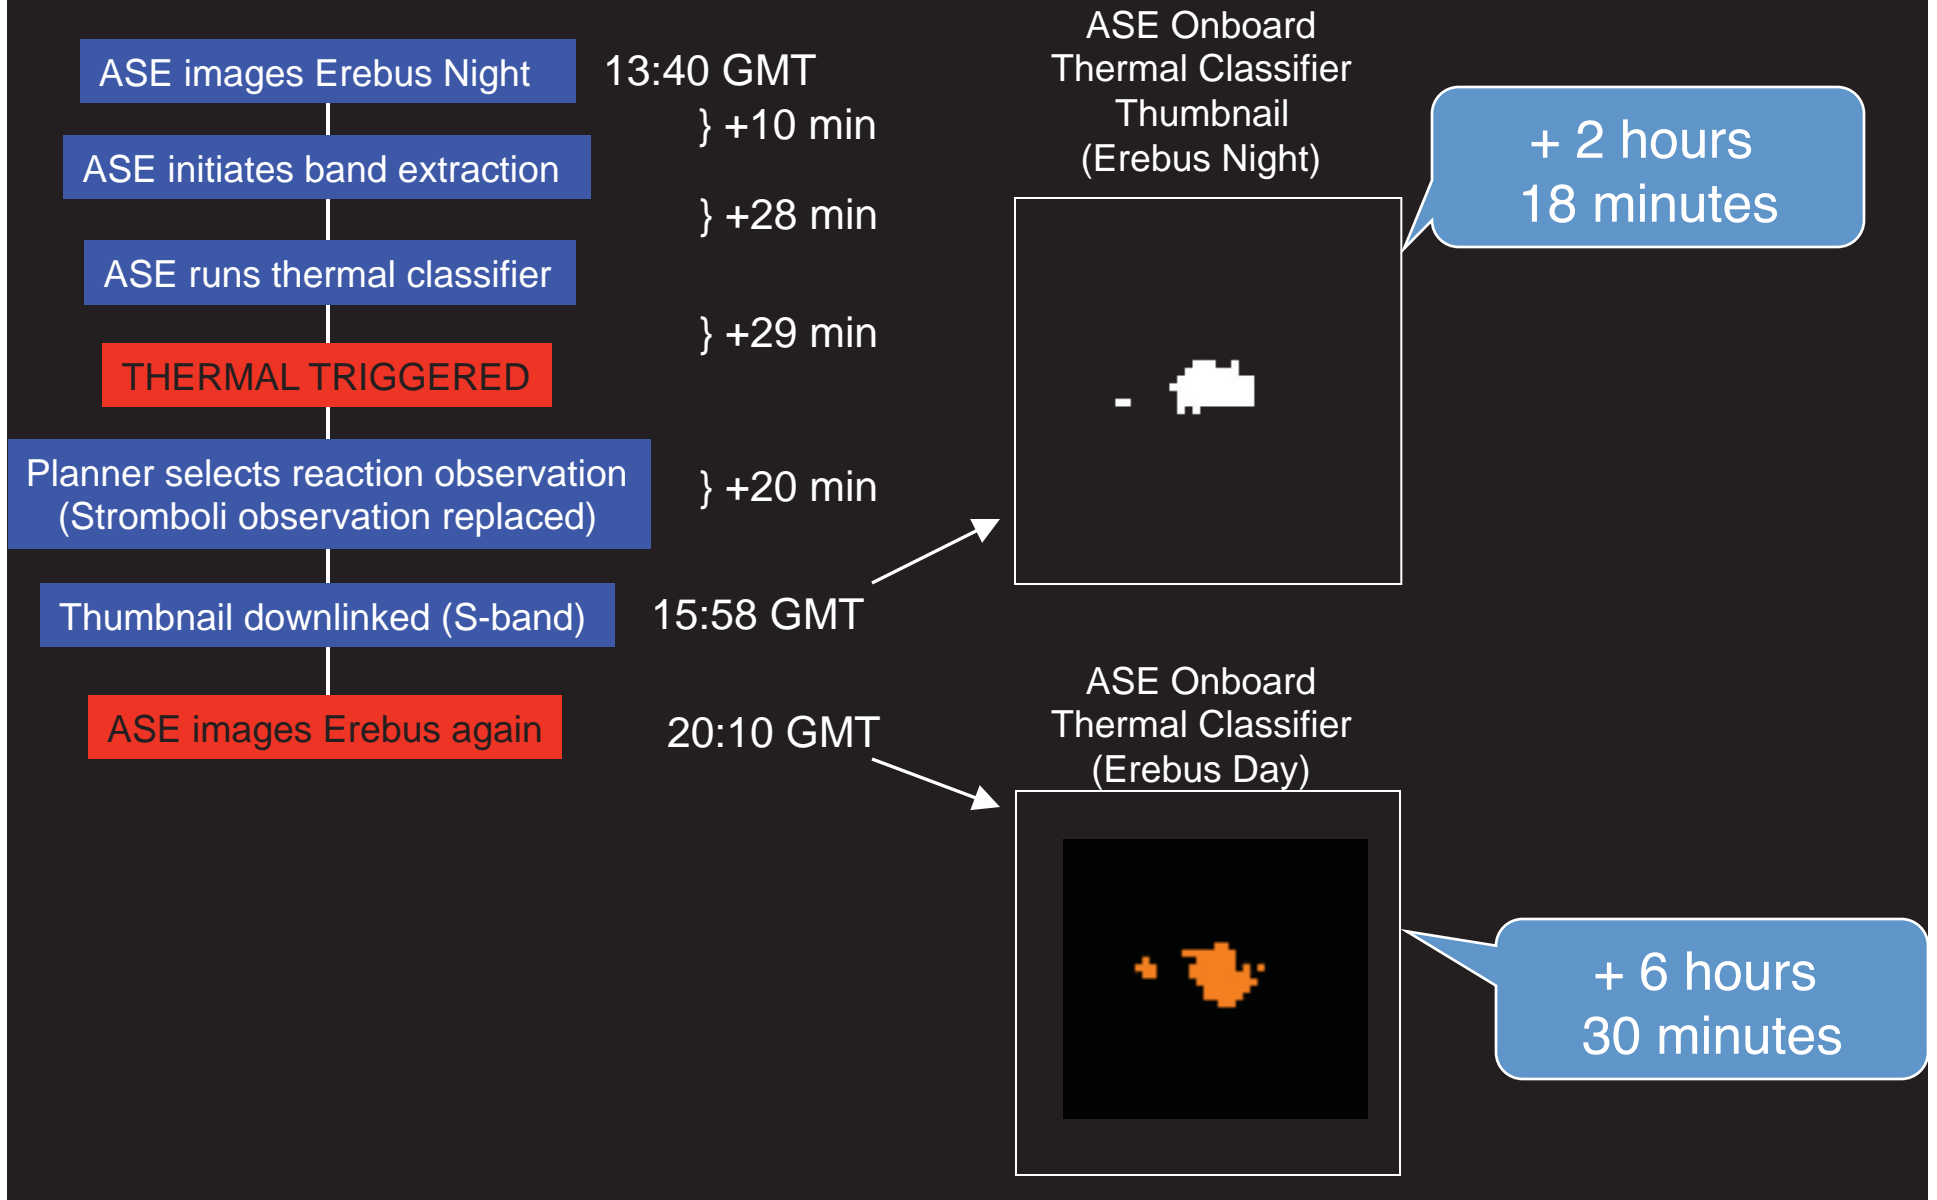 ASE images Erebus Night
13:40 GMT
} +10 min
ASE initiates band extraction
} +28 min
ASE runs thermal classifier
} +29 min
THERMAL TRIGGERED
Planner selects reaction observation
(Stromboli observation replaced)
} +20 min
Thumbnail downlinked (S-band)
15:58 GMT
ASE images Erebus again
20:10 GMT
ASE Onboard
Thermal Classifier
Thumbnail
(Erebus Night)
+ 2 hours
18 minutes
ASE Onboard
Thermal Classifier
(Erebus Day)
+ 6 hours
30 minutes